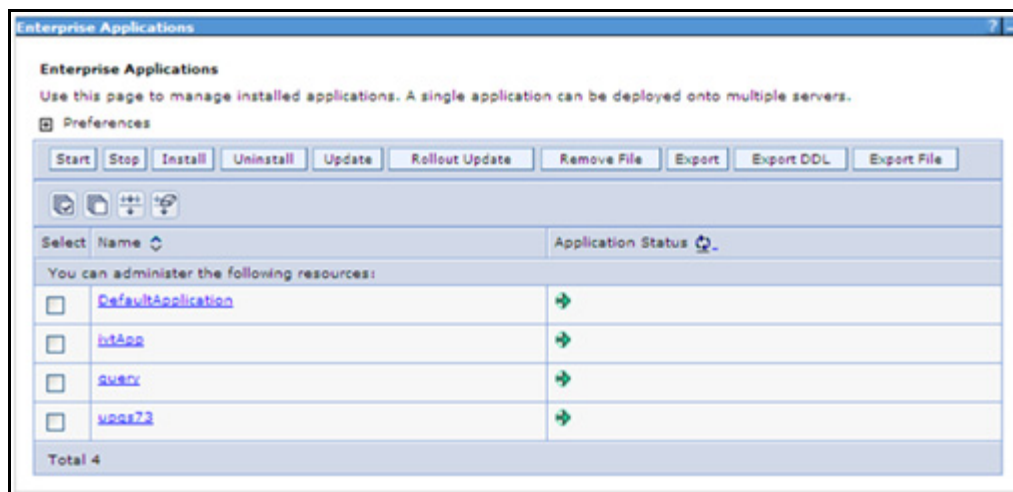 Enterprise Applications
?
Enterprise Applications
Use this page to manage installed applications. A single application can be deployed onto multiple servers.
Preferences
Start Stop Install Uninstall Update Rollout Update Remove File Export Export DDL Export File
Select Name Application Status
You can administer the following resources:
DefaultApplication
ivtApp
query
upgs73
Total 4